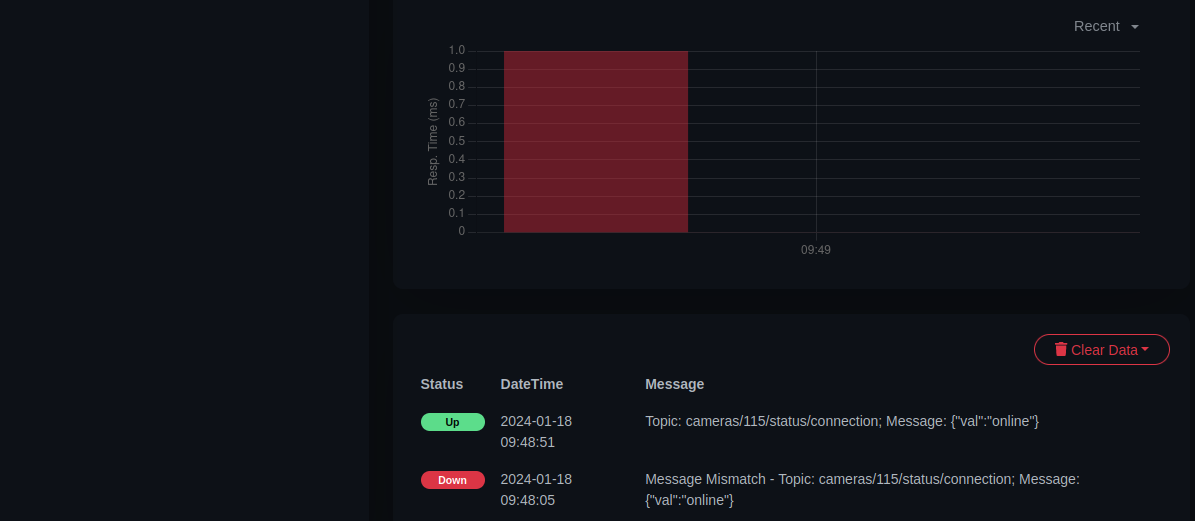 Recent
1.0
0.9
0.8
0.7
0.6
0.5
0.4
0.3
0.2
0.1
0
Resp. Time (ms)
09:49
Clear Data
Status DateTime Message
Up 2024-01-18 Topic: cameras/115/status/connection; Message: {"val":"online"}
09:48:51
Down 2024-01-18 Message Mismatch - Topic: cameras/115/status/connection; Message:
09:48:05 {"val":"online"}